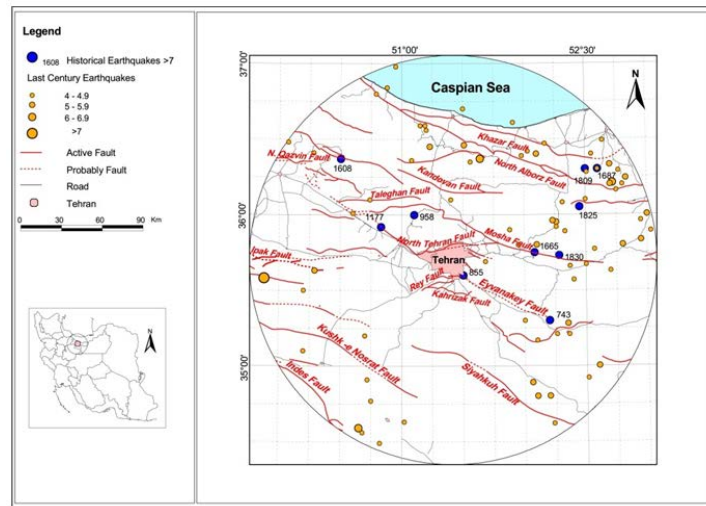 Legend
1608 Historical Earthquakes >7
Last Century Earthquakes
4 - 4.9
5 - 5.9
6 - 6.9
>7
Active Fault
Probably Fault
Road
Tehran
0 30 60 90 Km
N
51°00'
52°30'
37°00'
36°00'
35°00'
N
Caspian Sea
Khazar Fault
North Alborz Fault
N. Qazvin Fault
1608
Kandovan Fault
1809
1687
Taleghan Fault
1825
1177
958
North Tehran Fault
Mosha Fault
1665
1830
Ipak Fault
Tehran
Rey Fault
855
Eyvanakey Fault
Kahrizak Fault
743
Kushk -e Nosrat Fault
Siyahkuh Fault
Indes Fault